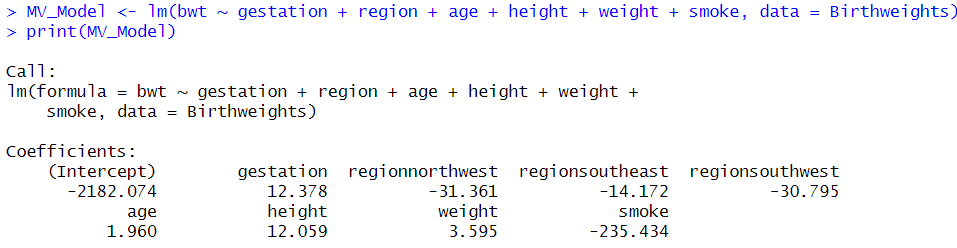 > MV_Model <- lm(bwt ~ gestation + region + age + height + weight + smoke, data = Birthweights)
> print(MV_Model)
Call:
lm(formula = bwt ~ gestation + region + age + height + weight +
    smoke, data = Birthweights)
Coefficients:
    (Intercept)        gestation  regionnorthwest  regionsoutheast  regionsouthwest
      -2182.074           12.378          -31.361          -14.172          -30.795
            age           height           weight            smoke
          1.960           12.059            3.595         -235.434